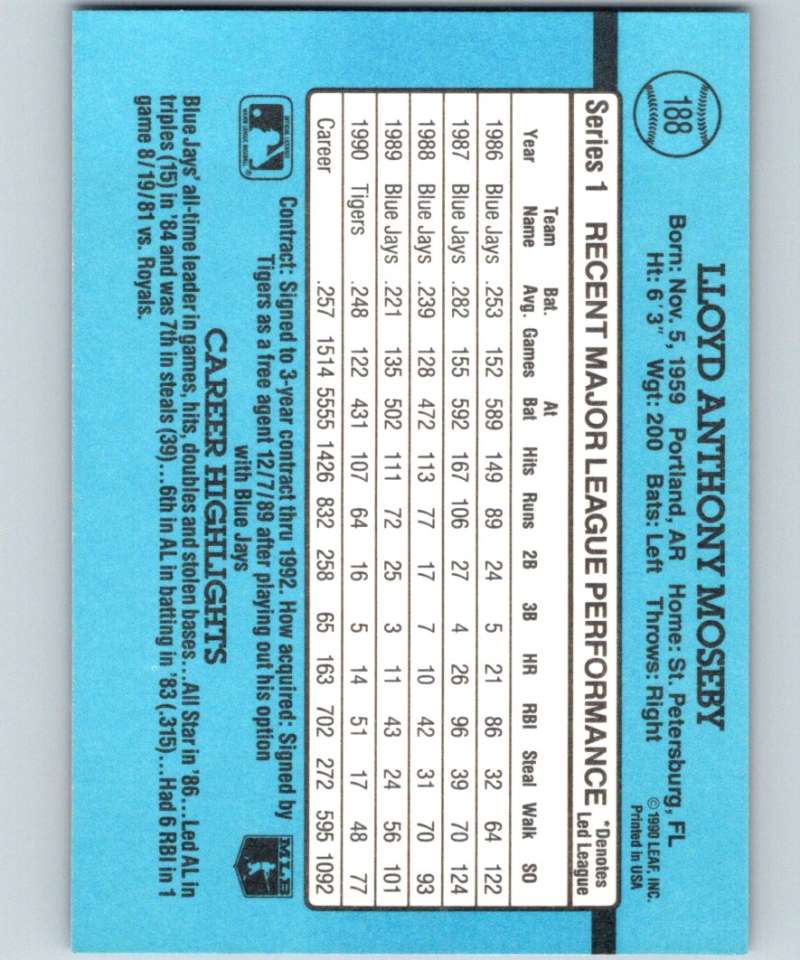 188
LLOYD ANTHONY MOSEBY
Born: Nov. 5, 1959 Portland, AR Home: St. Petersburg, FL
Ht: 6'3" Wgt: 200 Bats: Left Throws: Right
©1990 LEAF, INC.
Printed in USA
Series 1 RECENT MAJOR LEAGUE PERFORMANCE *Denotes Led League
Year Team Name Bat. Avg. Games At Bat Hits Runs 2B 3B HR RBI Steal Walk SO
1986 Blue Jays .253 152 589 149 89 24 5 21 86 32 64 122
1987 Blue Jays .282 155 592 167 106 27 4 26 96 39 70 124
1988 Blue Jays .239 128 472 113 77 17 7 10 42 31 70 93
1989 Blue Jays .221 135 502 111 72 25 3 11 43 24 56 101
1990 Tigers .248 122 431 107 64 16 5 14 51 17 48 77
Career .257 1514 5555 1426 832 258 65 163 702 272 595 1092
OFFICIAL LICENSEE
MAJOR LEAGUE BASEBALL
Contract: Signed to 3-year contract thru 1992. How acquired: Signed by
Tigers as a free agent 12/7/89 after playing out his option
with Blue Jays
MLB
CAREER HIGHLIGHTS
Blue Jays' all-time leader in games, hits, doubles and stolen bases...All Star in '86...Led AL in
triples (15) in '84 and was 7th in steals (39)...6th in AL in batting in '83 (.315)...Had 6 RBI in 1
game 8/19/81 vs. Royals.